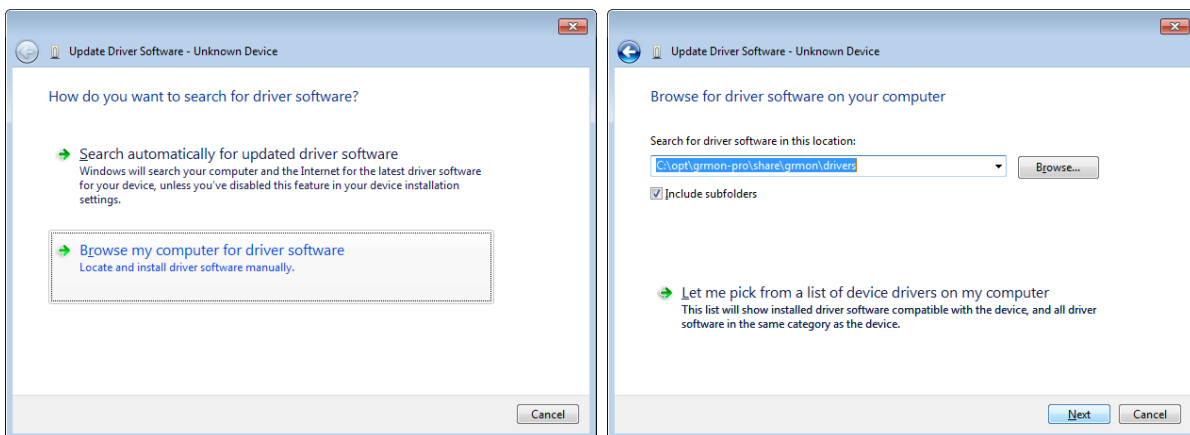 Update Driver Software - Unknown Device
How do you want to search for driver software?
Search automatically for updated driver software
Windows will search your computer and the Internet for the latest driver software
for your device, unless you've disabled this feature in your device installation
settings.
Browse my computer for driver software
Locate and install driver software manually.
Cancel
Update Driver Software - Unknown Device
Browse for driver software on your computer
Search for driver software in this location:
C:\opt\grmon-pro\share\grmon\drivers
Browse...
Include subfolders
Let me pick from a list of device drivers on my computer
This list will show installed driver software compatible with the device, and all driver
software in the same category as the device.
Next
Cancel